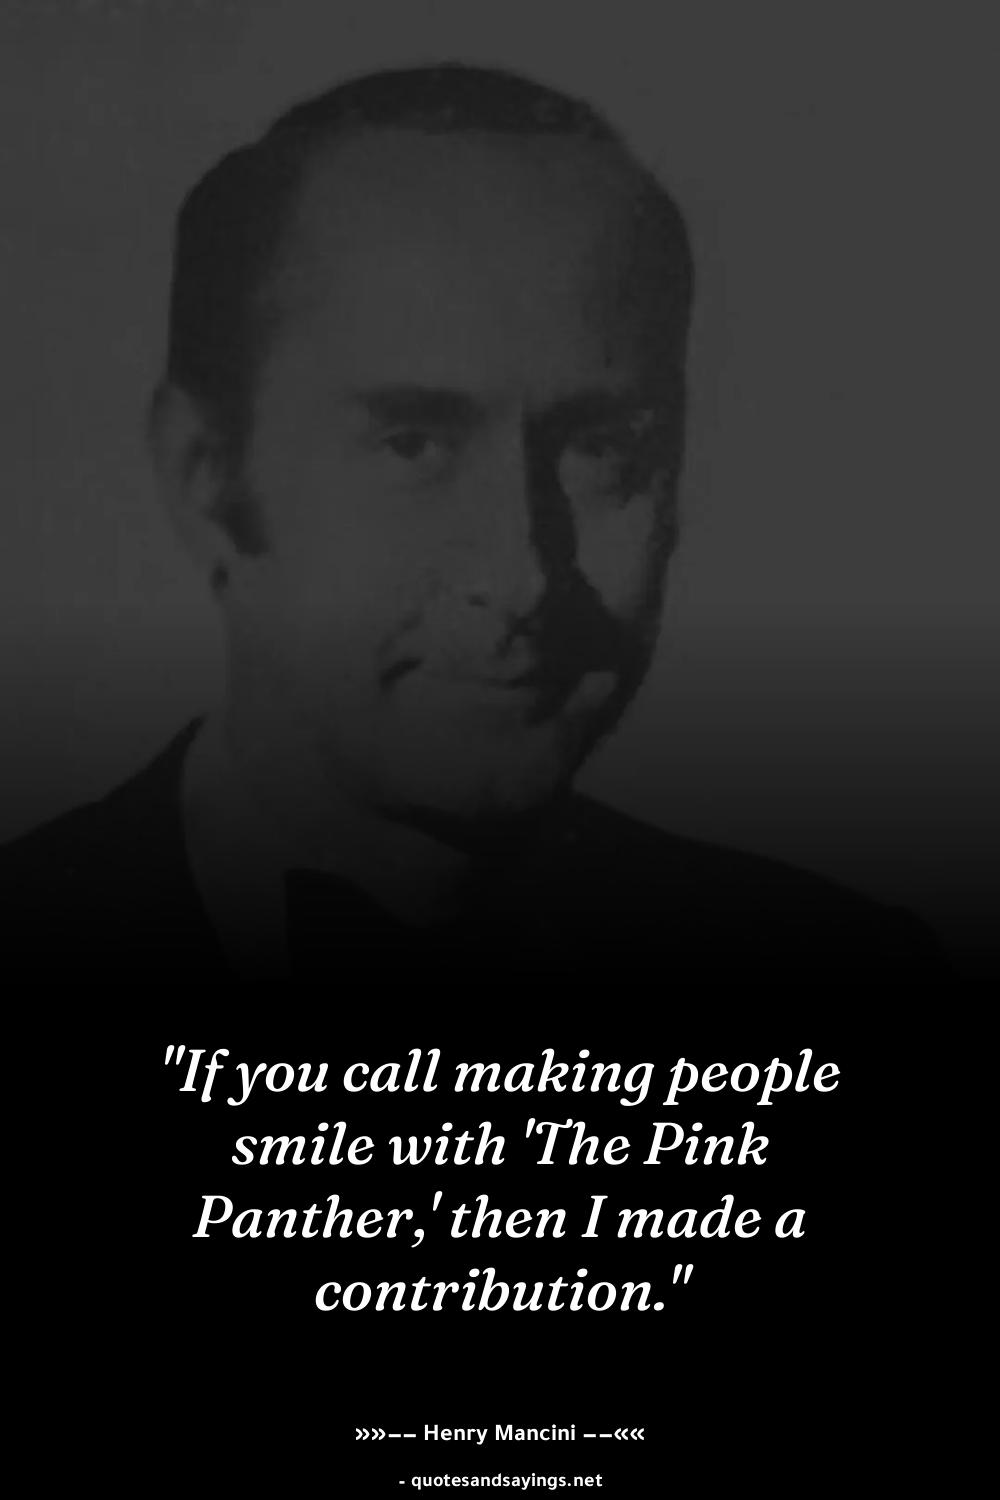 "If you call making people
smile with 'The Pink
Panther,' then I made a
contribution."
»»−− Henry Mancini −−««
- quotesandsayings.net